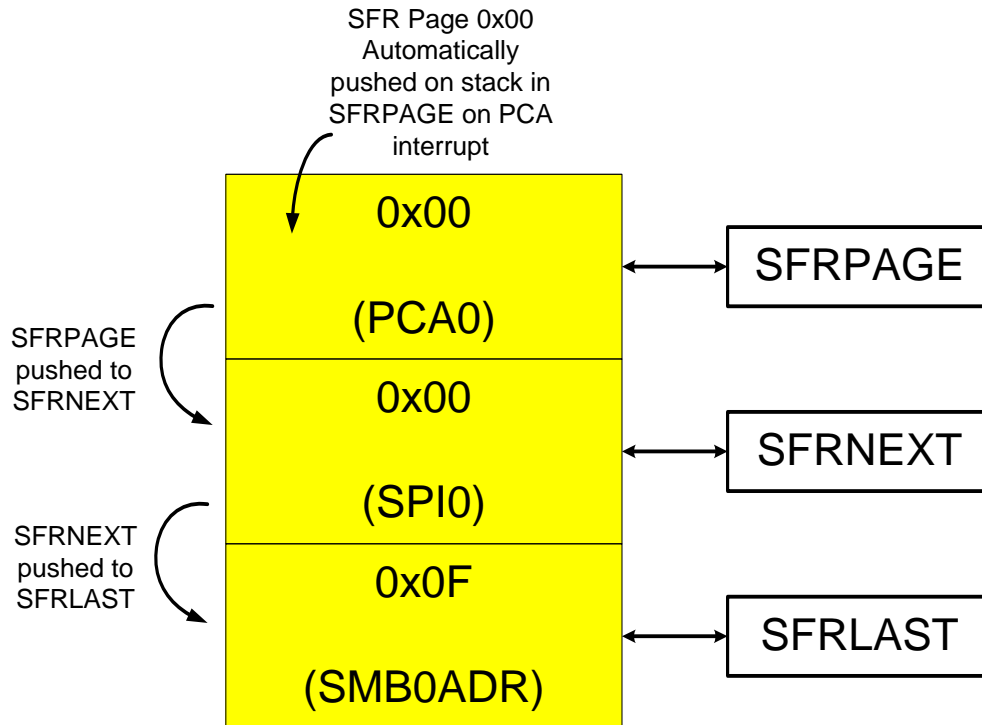 SFR Page 0x00
Automatically
pushed on stack in
SFRPAGE on PCA
interrupt
0x00
(PCA0)
SFRPAGE
SFRPAGE
pushed to
SFRNEXT
0x00
(SPI0)
SFRNEXT
SFRNEXT
pushed to
SFRLAST
0x0F
(SMB0ADR)
SFRLAST